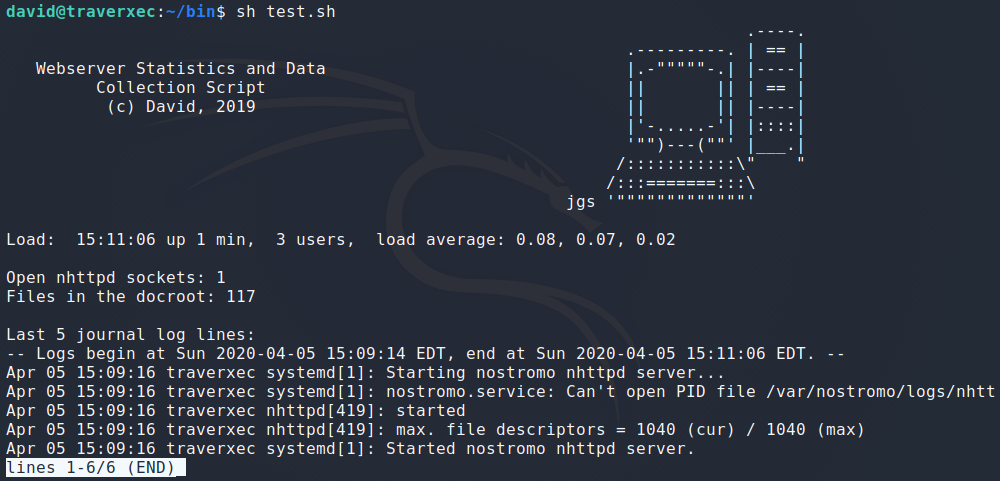 david@traverxec:~/bin$ sh test.sh
                                                                          .----.
                                                              .---------. | == |
   Webserver Statistics and Data                              |.-"""""-.| |----|
         Collection Script                                    ||       || | == |
          (c) David, 2019                                     ||       || |----|
                                                              |'-.....-'| |::::|
                                                              '"")---(""' |___.|
                                                             /:::::::::::\"    "
                                                            /:::=======:::\
                                                        jgs '"""""""""""""'

Load:  15:11:06 up 1 min,  3 users,  load average: 0.08, 0.07, 0.02

Open nhttpd sockets: 1
Files in the docroot: 117

Last 5 journal log lines:
-- Logs begin at Sun 2020-04-05 15:09:14 EDT, end at Sun 2020-04-05 15:11:06 EDT. --
Apr 05 15:09:16 traverxec systemd[1]: Starting nostromo nhttpd server...
Apr 05 15:09:16 traverxec systemd[1]: nostromo.service: Can't open PID file /var/nostromo/logs/nhtt
Apr 05 15:09:16 traverxec nhttpd[419]: started
Apr 05 15:09:16 traverxec nhttpd[419]: max. file descriptors = 1040 (cur) / 1040 (max)
Apr 05 15:09:16 traverxec systemd[1]: Started nostromo nhttpd server.
lines 1-6/6 (END)